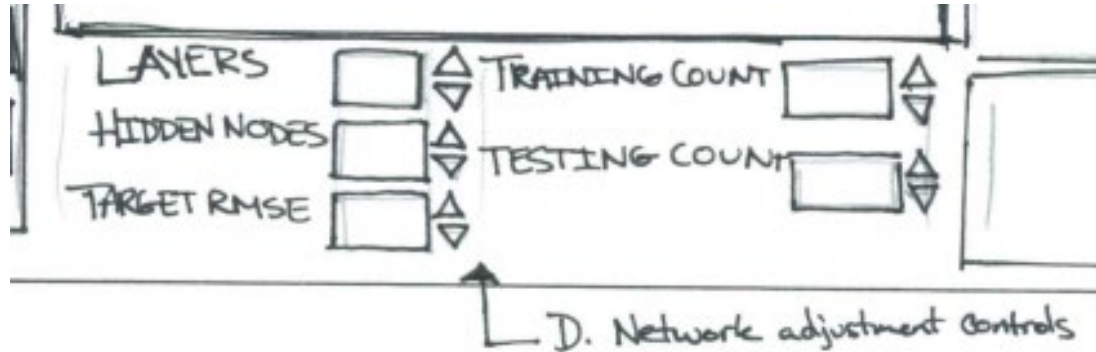 LAYERS
TRAINING COUNT
HIDDEN NODES
TESTING COUNT
TARGET RMSE
D. Network adjustment controls